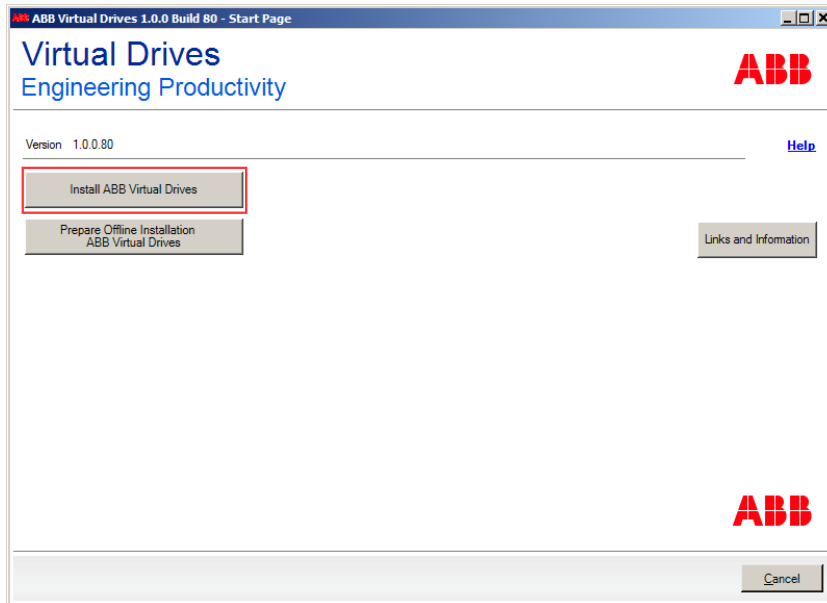 ABB Virtual Drives 1.0.0 Build 80 - Start Page
Virtual Drives
Engineering Productivity
ABB
Version 1.0.0.80
Help
Install ABB Virtual Drives
Prepare Offline Installation
ABB Virtual Drives
Links and Information
ABB
Cancel